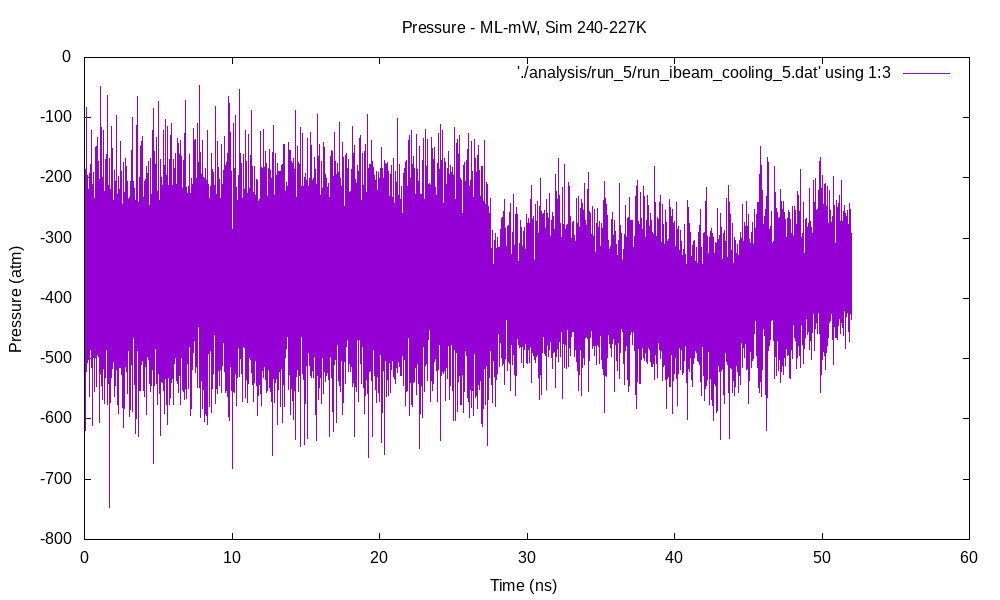 Pressure - ML-mW, Sim 240-227K
'./analysis/run_5/run_ibeam_cooling_5.dat' using 1:3
0
-100
-200
-300
-400
-500
-600
-700
-800
Pressure (atm)
0 10 20 30 40 50 60
Time (ns)